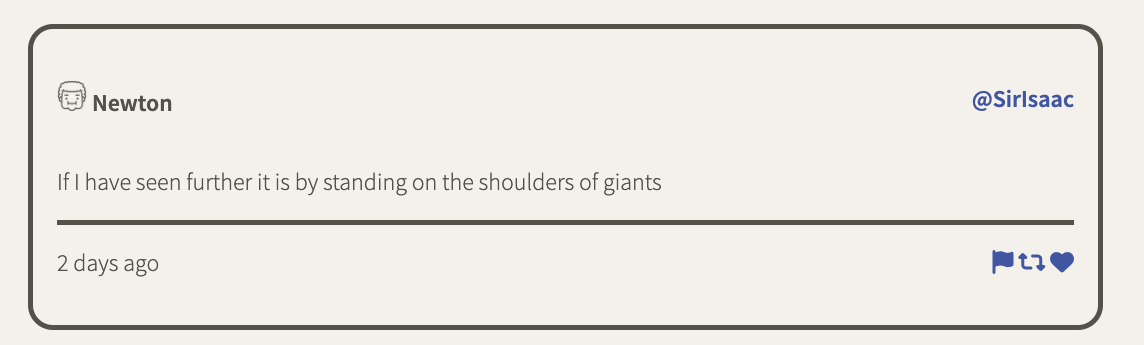 Newton
@SirIsaac
If I have seen further it is by standing on the shoulders of giants
2 days ago